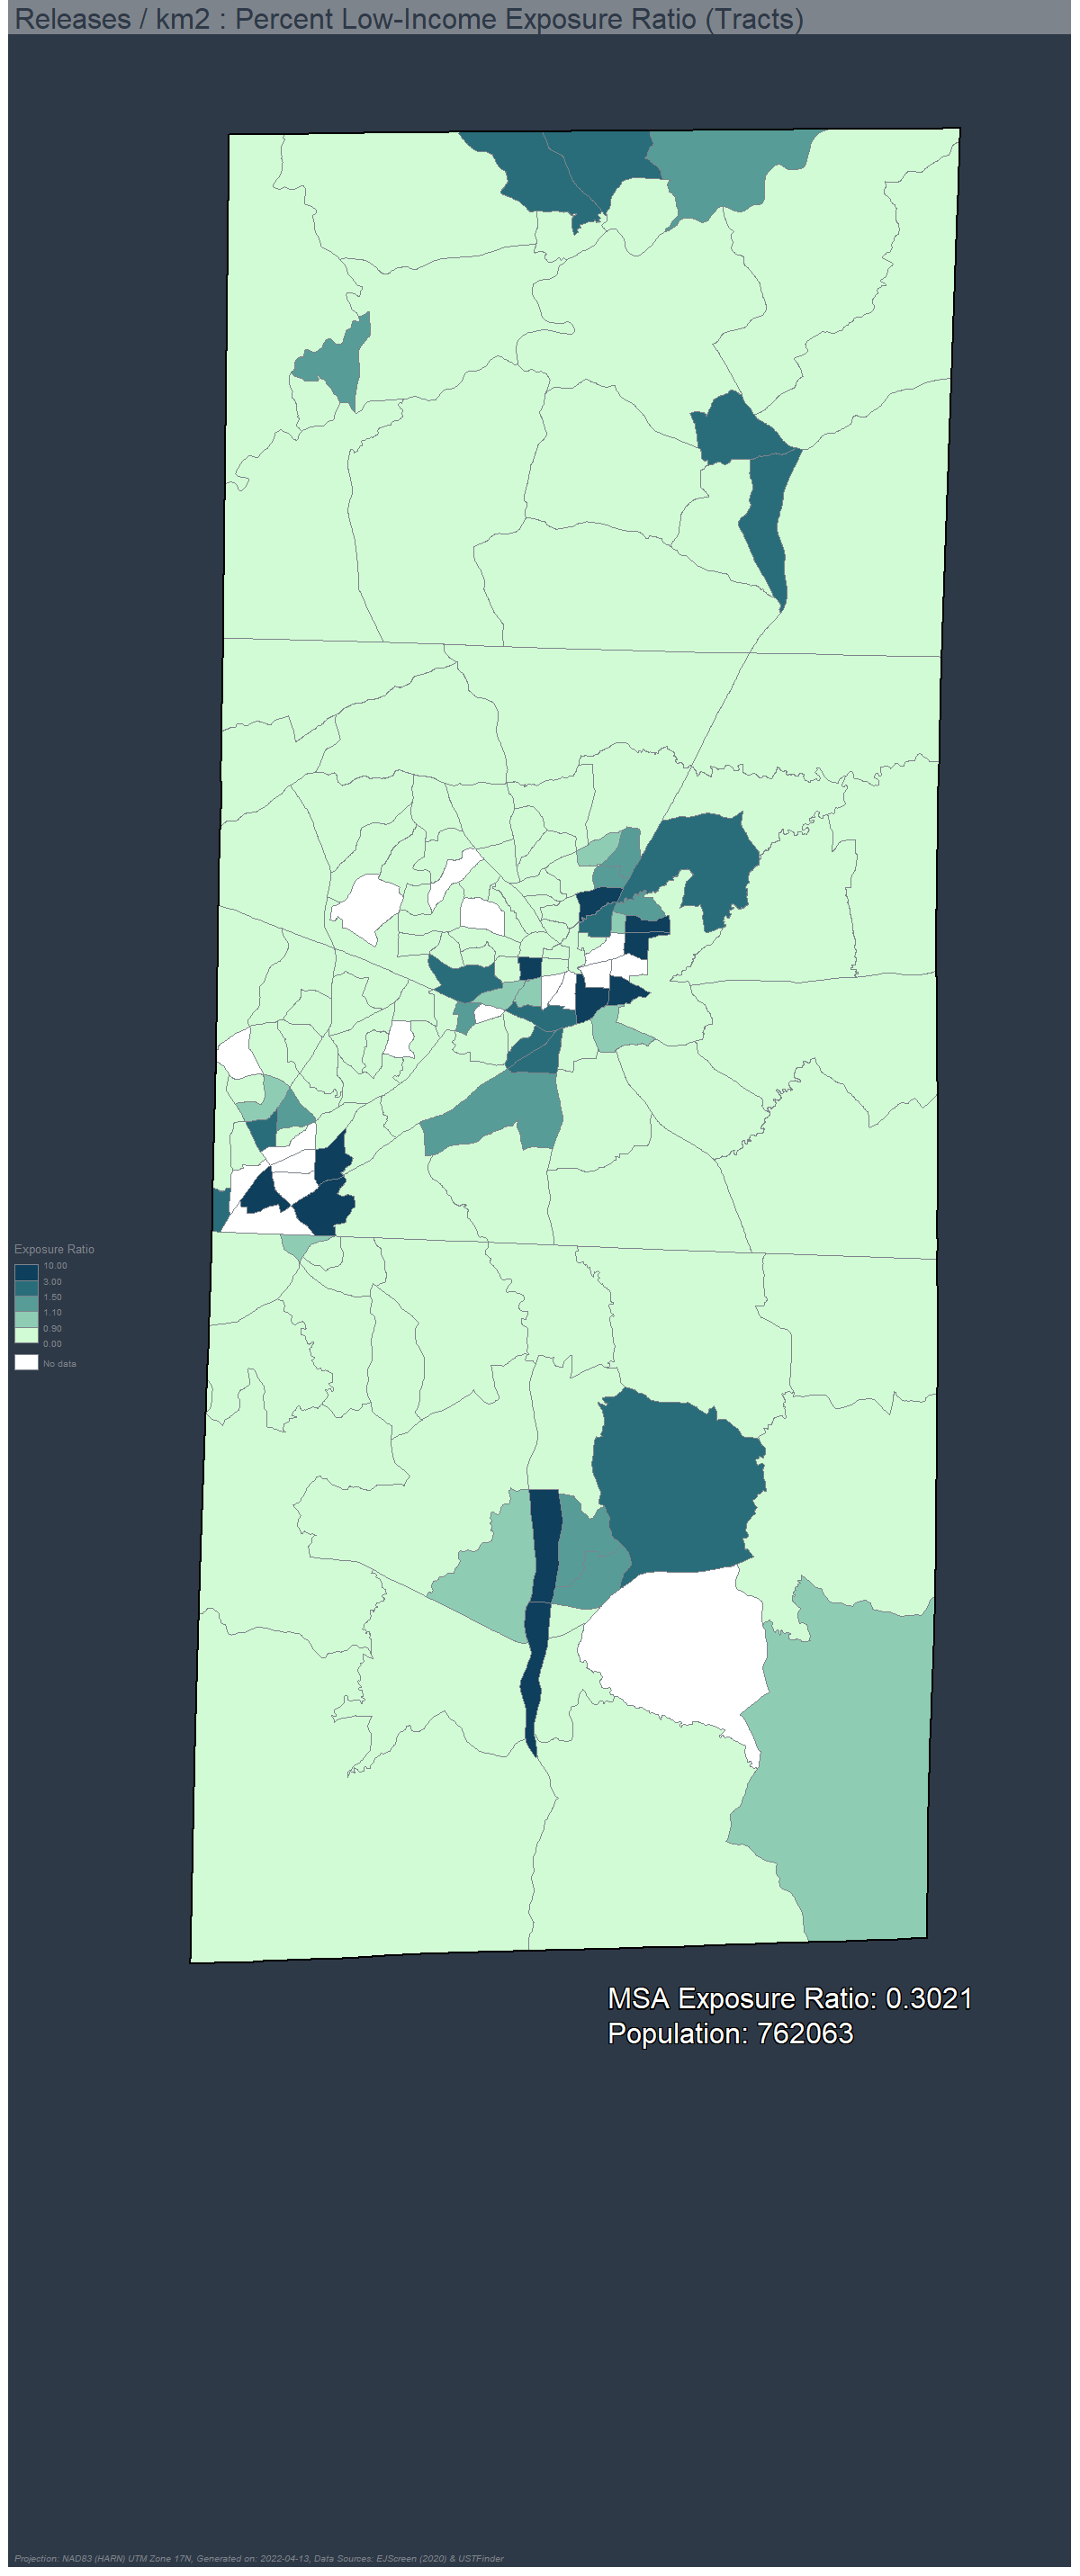 Releases / km2 : Percent Low-Income Exposure Ratio (Tracts)
Exposure Ratio
10.00
3.00
1.50
1.10
0.90
0.00
No data
MSA Exposure Ratio: 0.3021
Population: 762063
Projection: NAD83 (HARN) UTM Zone 17N, Generated on: 2022-04-13, Data Sources: EJScreen (2020) & USTFinder